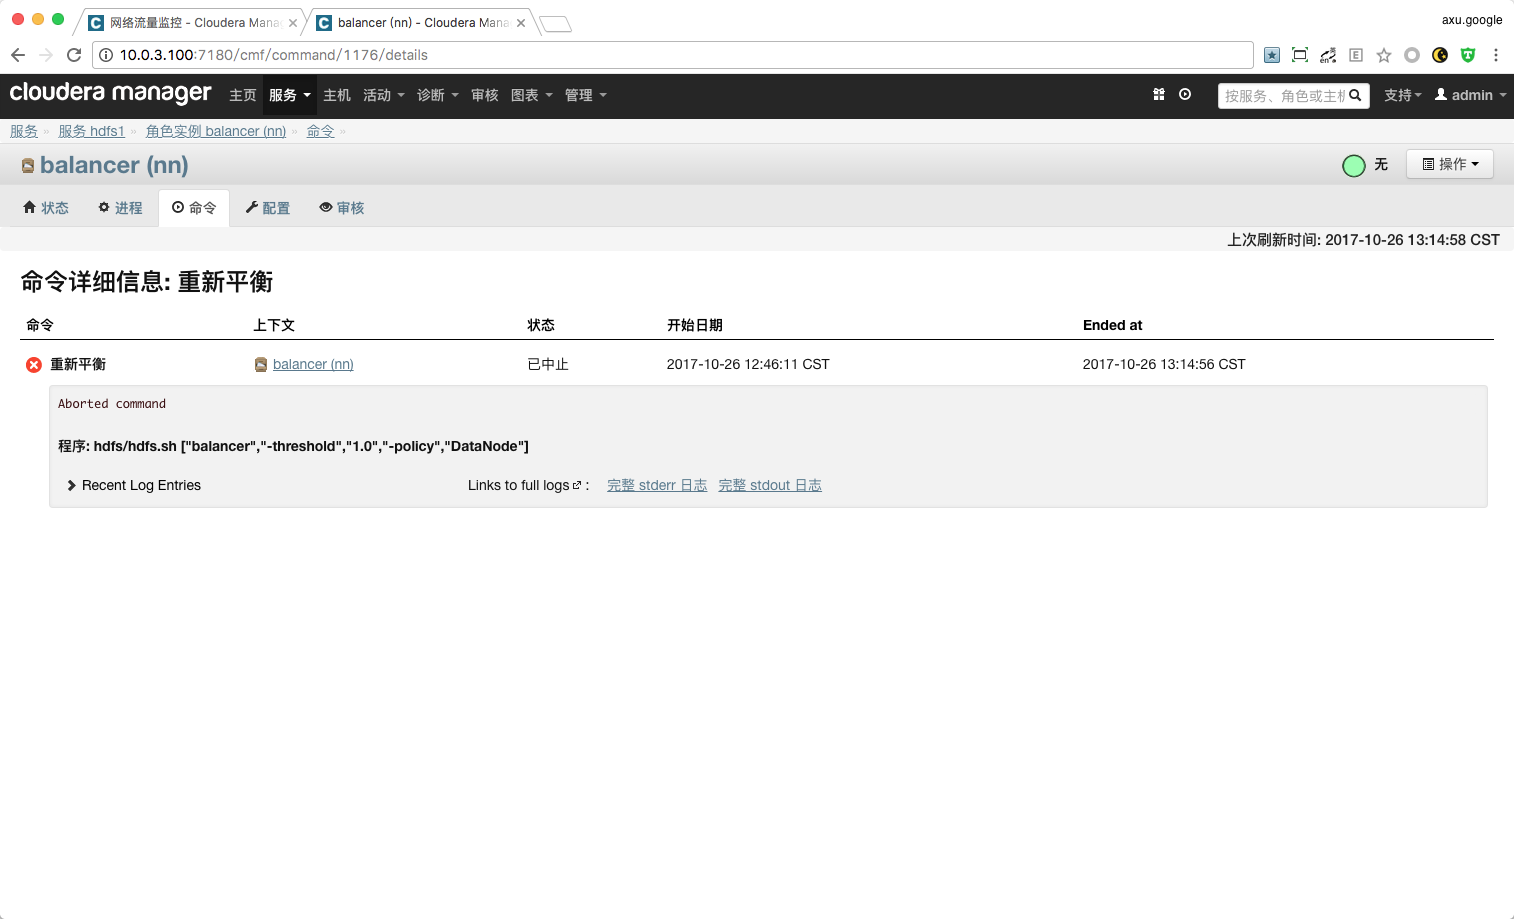 axu.google
网络流量监控 - Cloudera Mana
balancer (nn) - Cloudera Mana
10.0.3.100:7180/cmf/command/1176/details
cloudera manager 主页 服务 主机 活动 诊断 审核 图表 管理 按服务、角色或主机 支持 admin
服务 » 服务 hdfs1 » 角色实例 balancer (nn) » 命令 »
balancer (nn) 无 操作
状态 进程 命令 配置 审核
上次刷新时间: 2017-10-26 13:14:58 CST
命令详细信息: 重新平衡
命令 上下文 状态 开始日期 Ended at
重新平衡 balancer (nn) 已中止 2017-10-26 12:46:11 CST 2017-10-26 13:14:56 CST
Aborted command
程序: hdfs/hdfs.sh ["balancer","-threshold","1.0","-policy","DataNode"]
Recent Log Entries Links to full logs : 完整 stderr 日志 完整 stdout 日志